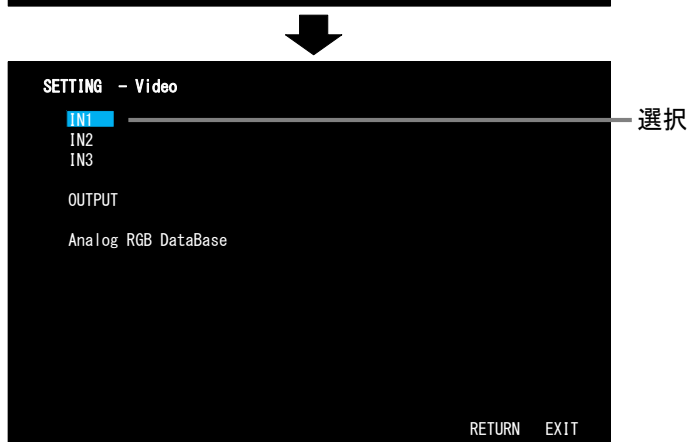 SETTING - Video
IN1
選択
IN2
IN3
OUTPUT
Analog RGB DataBase
RETURN EXIT